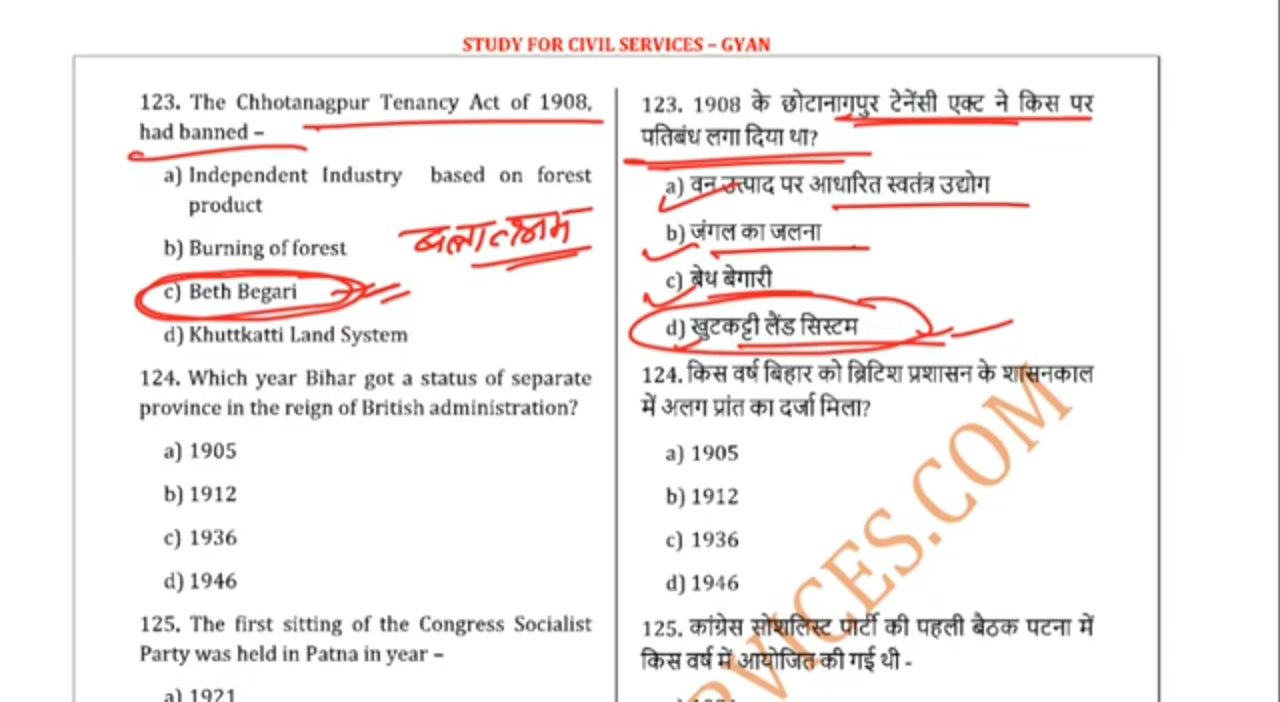 STUDY FOR CIVIL SERVICES – GYAN
123. The Chhotanagpur Tenancy Act of 1908,
had banned –
a) Independent Industry based on forest
product
b) Burning of forest
c) Beth Begari
d) Khuttkatti Land System
बलात श्रम
124. Which year Bihar got a status of separate
province in the reign of British administration?
a) 1905
b) 1912
c) 1936
d) 1946
125. The first sitting of the Congress Socialist
Party was held in Patna in year –
a) 1921
123. 1908 के छोटानागपुर टेनेंसी एक्ट ने किस पर
पतिबंध लगा दिया था?
a) वन उत्पाद पर आधारित स्वतंत्र उद्योग
b) जंगल का जलना
c) बेथ बेगारी
d) खुटकट्टी लैंड सिस्टम
124. किस वर्ष बिहार को ब्रिटिश प्रशासन के शासनकाल
में अलग प्रांत का दर्जा मिला?
a) 1905
b) 1912
c) 1936
d) 1946
125. कांग्रेस सोशलिस्ट पोर्टी की पहली बैठक पटना में
किस वर्ष में आयोजित की गई थी -
RVICES.COM